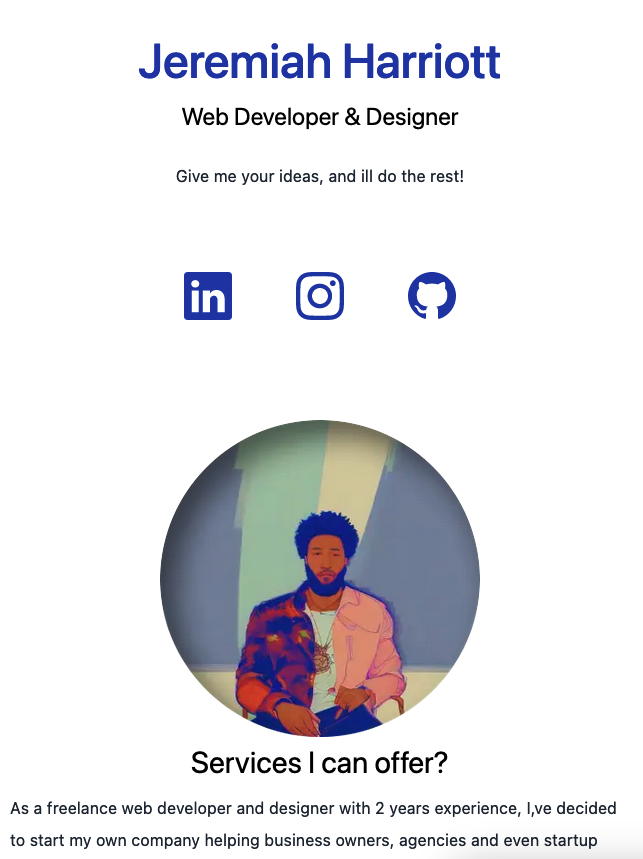 Jeremiah Harriott
Web Developer & Designer
Give me your ideas, and ill do the rest!
in
Services I can offer?
As a freelance web developer and designer with 2 years experience, I,ve decided
to start my own company helping business owners, agencies and even startup